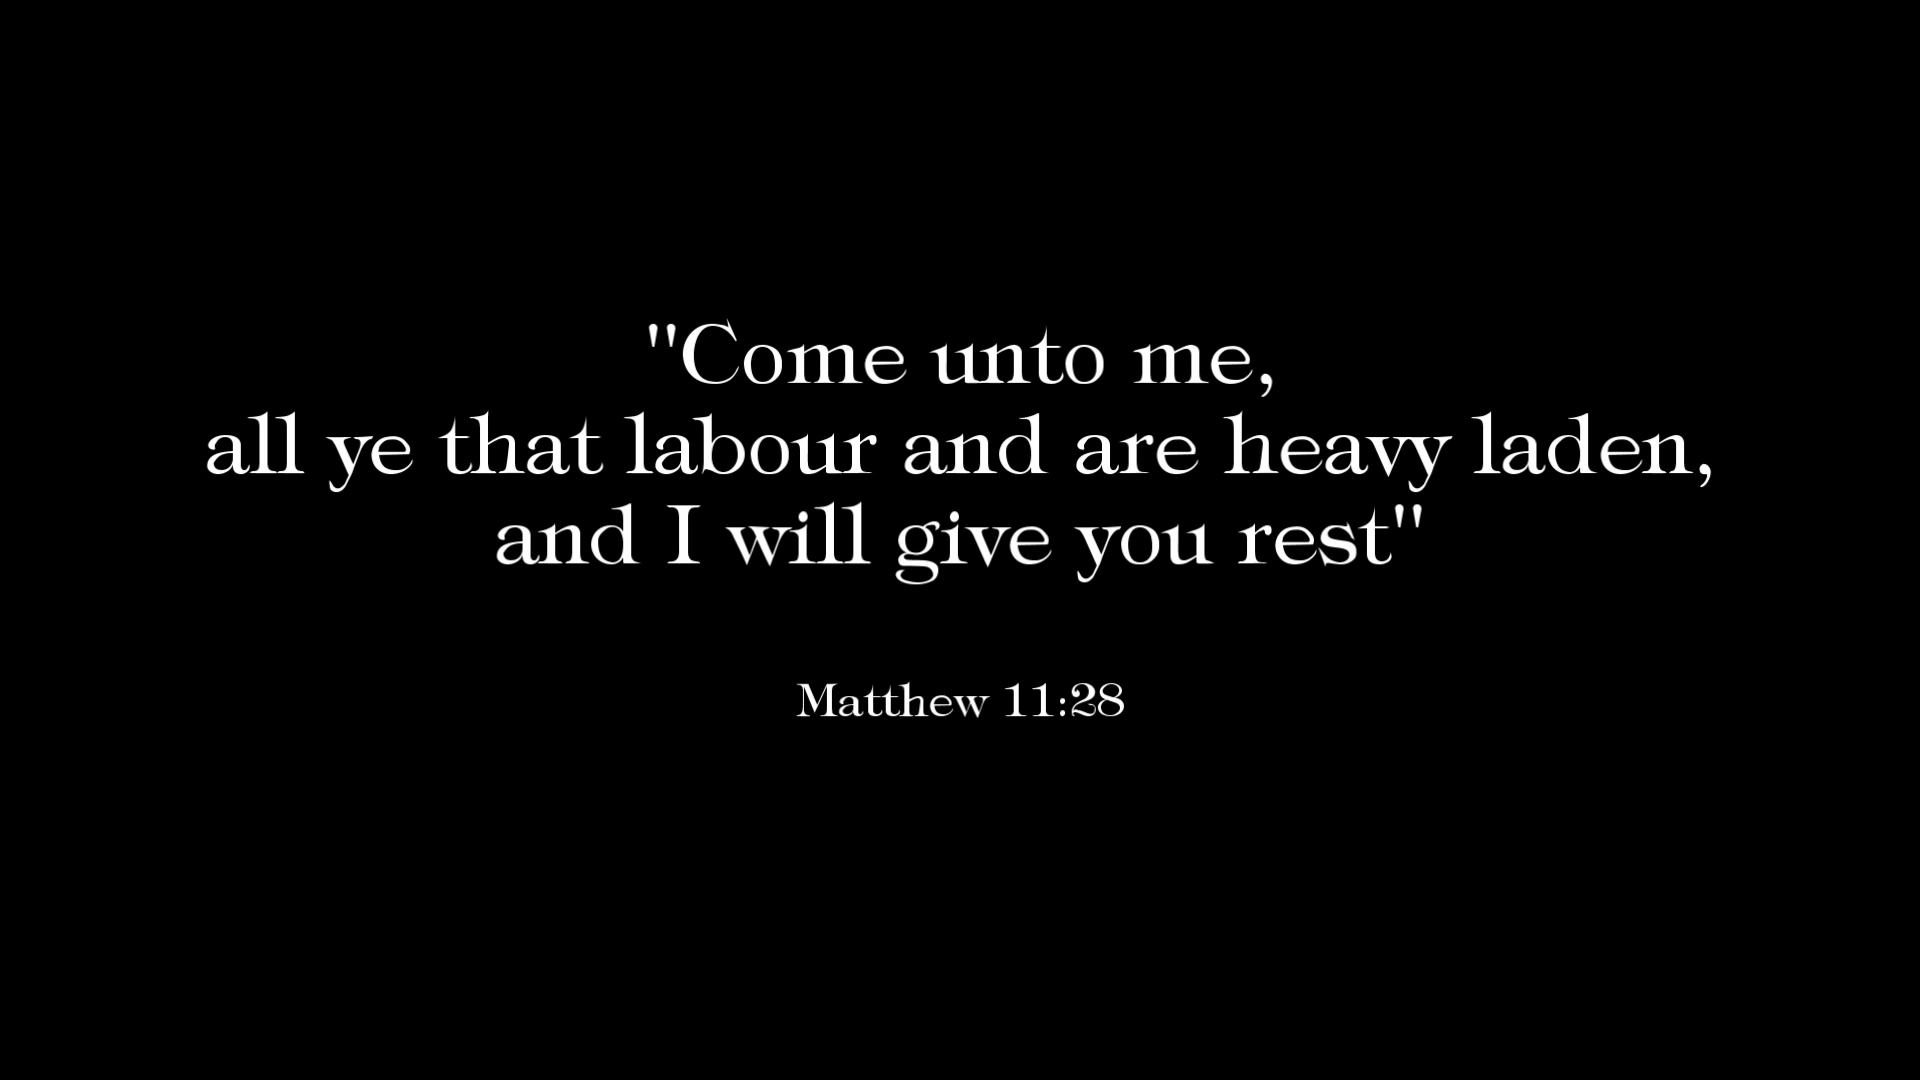 "Come unto me,
all ye that labour and are heavy laden,
and I will give you rest"
Matthew 11:28